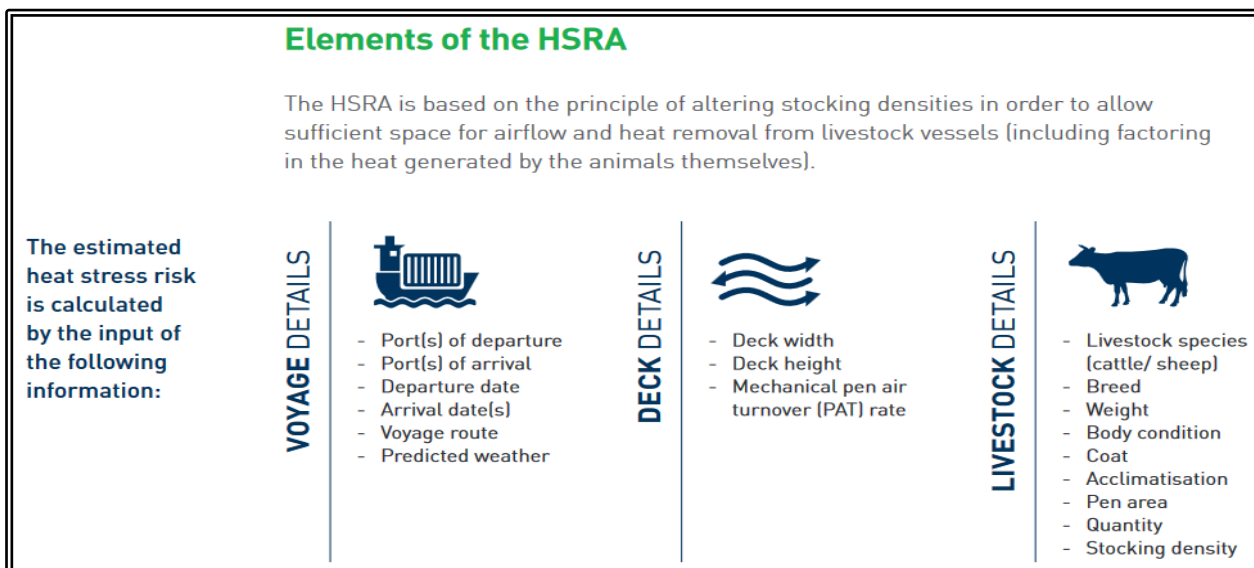 Elements of the HSRA
The HSRA is based on the principle of altering stocking densities in order to allow
sufficient space for airflow and heat removal from livestock vessels (including factoring
in the heat generated by the animals themselves).
The estimated
heat stress risk
is calculated
by the input of
the following
information:
VOYAGE DETAILS
- Port(s) of departure
- Port(s) of arrival
- Departure date
- Arrival date(s)
- Voyage route
- Predicted weather
DECK DETAILS
- Deck width
- Deck height
- Mechanical pen air
turnover (PAT) rate
LIVESTOCK DETAILS
- Livestock species
(cattle/ sheep)
- Breed
- Weight
- Body condition
- Coat
- Acclimatisation
- Pen area
- Quantity
- Stocking density